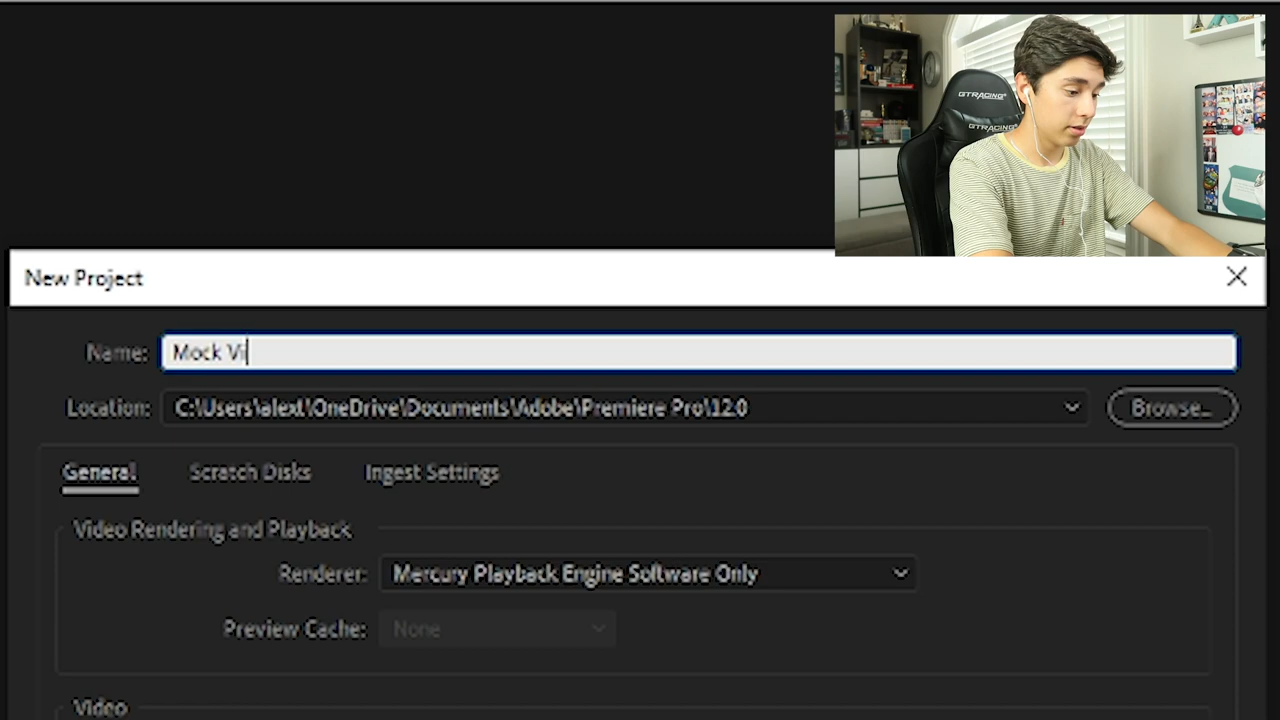 GTRACING
GTRACING
New Project
Name: Mock Vi
Location: C:\Users\alext\OneDrive\Documents\Adobe\Premiere Pro\12.0 Browse...
General Scratch Disks Ingest Settings
Video Rendering and Playback
Renderer: Mercury Playback Engine Software Only
Preview Cache: None
Video